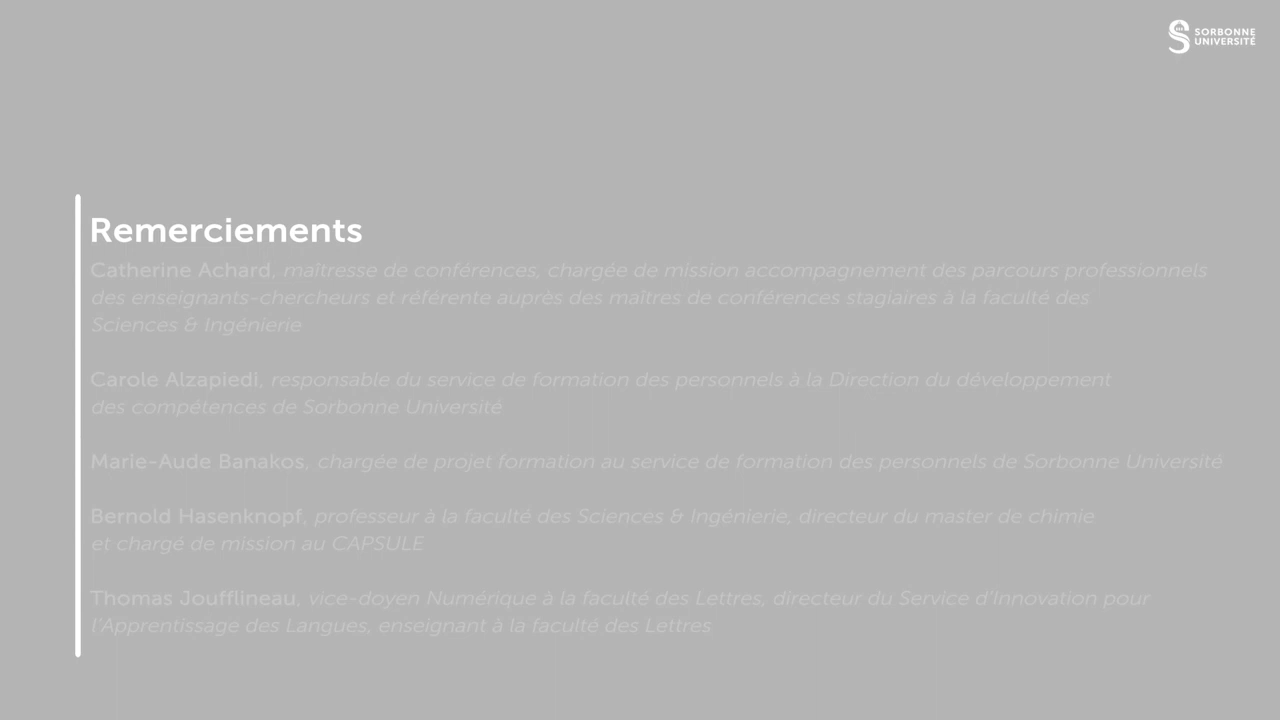 SORBONNE
UNIVERSITÉ
Remerciements
Catherine Achard, maîtresse de conférences, chargée de mission accompagnement des parcours professionnels
des enseignants-chercheurs et référente auprès des maîtres de conférences stagiaires à la faculté des
Sciences & Ingénierie
Carole Alzapiedi, responsable du service de formation des personnels à la Direction du développement
des compétences de Sorbonne Université
Marie-Aude Banakos, chargée de projet formation au service de formation des personnels de Sorbonne Université
Bernold Hasenknopf, professeur à la faculté des Sciences & Ingénierie, directeur du master de chimie
et chargé de mission au CAPSULE
Thomas Joufflineau, vice-doyen Numérique à la faculté des Lettres, directeur du Service d'Innovation pour
l'Apprentissage des Langues, enseignant à la faculté des Lettres